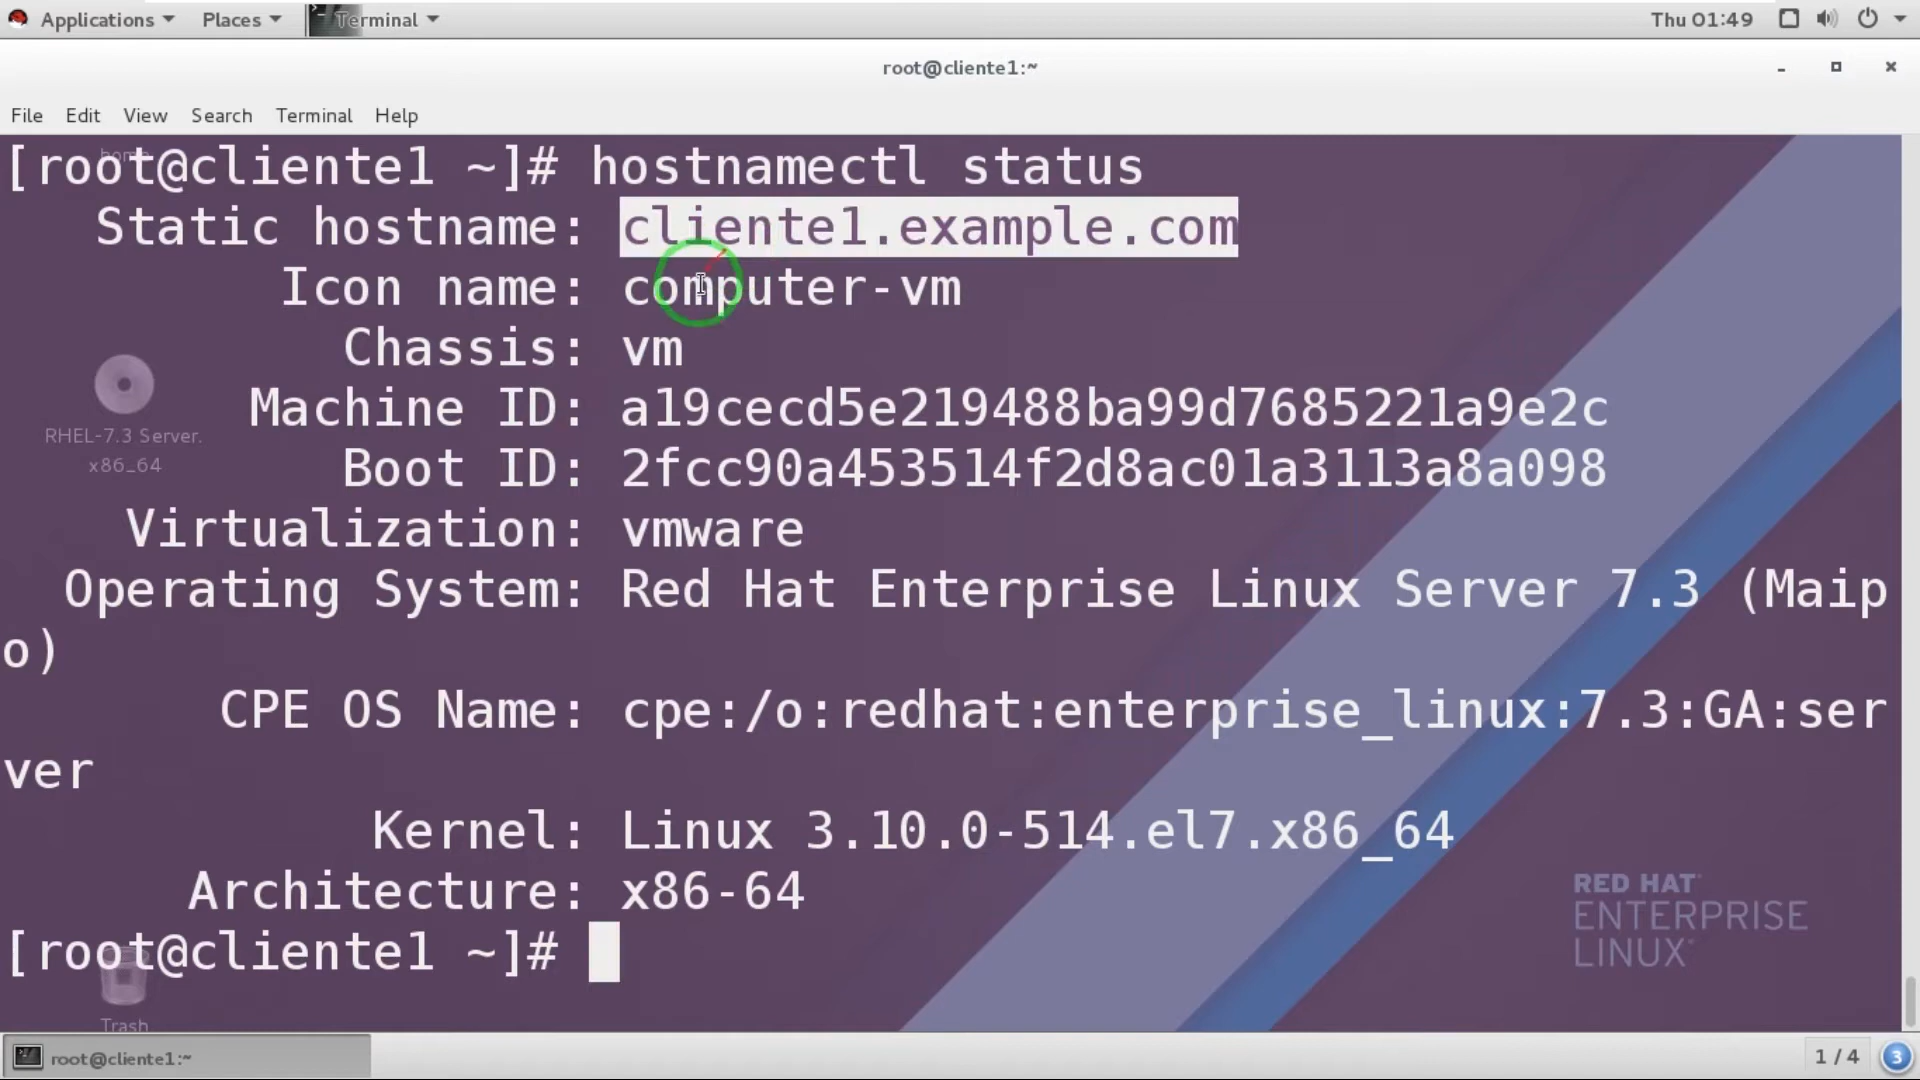 Applications Places Terminal Thu 01:49
root@cliente1:~
File Edit View Search Terminal Help
home
[root@cliente1 ~]# hostnamectl status
Static hostname: cliente1.example.com
Icon name: computer-vm
Chassis: vm
Machine ID: a19cecd5e219488ba99d7685221a9e2c
Boot ID: 2fcc90a453514f2d8ac01a3113a8a098
Virtualization: vmware
Operating System: Red Hat Enterprise Linux Server 7.3 (Maip
o)
CPE OS Name: cpe:/o:redhat:enterprise_linux:7.3:GA:ser
ver
Kernel: Linux 3.10.0-514.el7.x86_64
Architecture: x86-64
[root@cliente1 ~]#
RHEL-7.3 Server.
x86_64
Trash
RED HAT
ENTERPRISE
LINUX
root@cliente1:~ 1 / 4 3